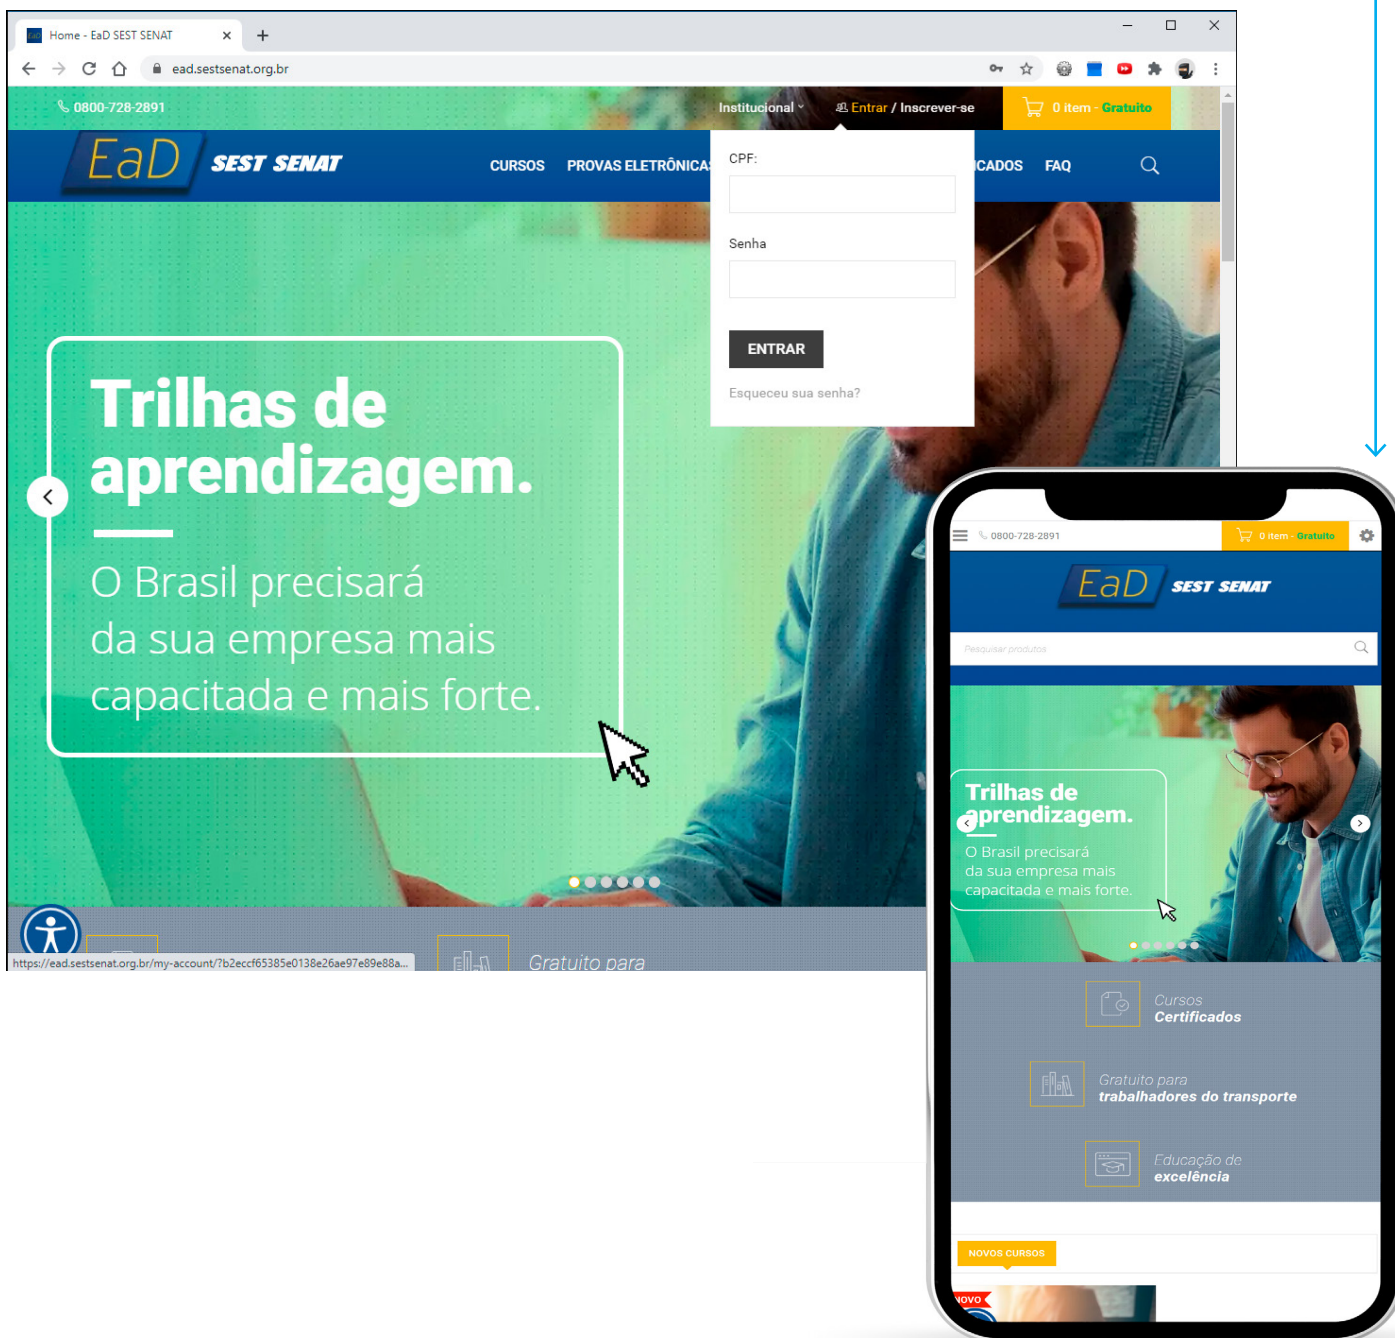 Home - EaD SEST SENAT
ead.sestsenat.org.br
0800-728-2891
Institucional
Entrar / Inscrever-se
0 item - Gratuito
EaD SEST SENAT
CURSOS
PROVAS ELETRÔNICAS
ICADOS
FAQ
CPF:
Senha
ENTRAR
Esqueceu sua senha?
Trilhas de
aprendizagem.
O Brasil precisará
da sua empresa mais
capacitada e mais forte.
Gratuito para
https://ead.sestsenat.org.br/my-account/?b2eccf65385e0138e26ae97e89e88a...
0800-728-2891
0 item - Gratuito
EaD SEST SENAT
Pesquisar produtos
Trilhas de
aprendizagem.
O Brasil precisará
da sua empresa mais
capacitada e mais forte.
Cursos
Certificados
Gratuito para
trabalhadores do transporte
Educação de
excelência
NOVOS CURSOS
NOVO